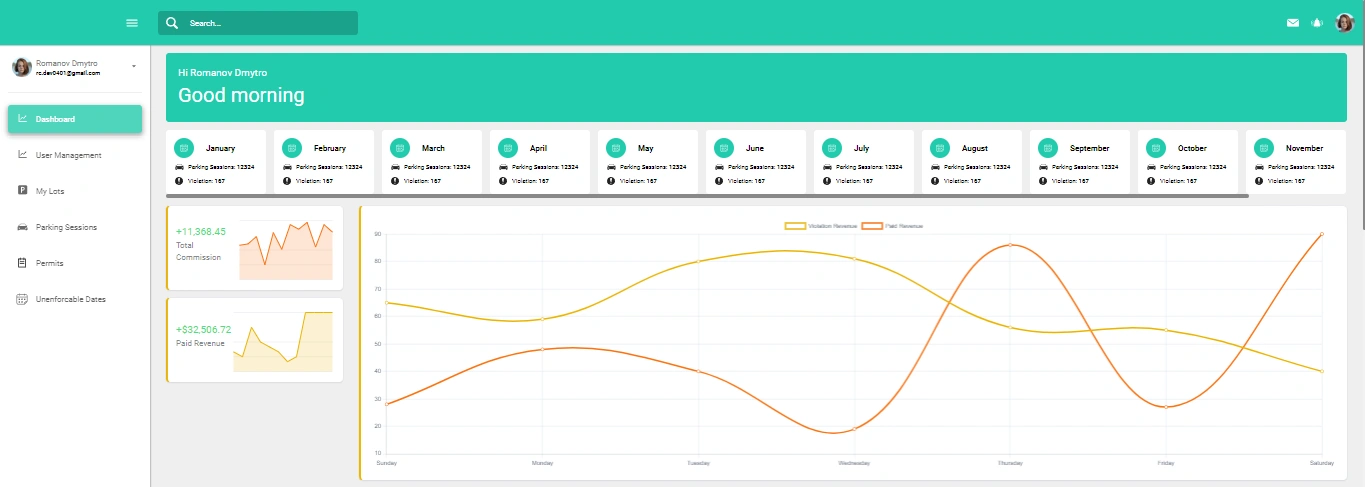 Search...
Romanov Dmytro
rc.dev0401@gmail.com
Dashboard
User Management
My Lots
Parking Sessions
Permits
Unenforcable Dates
Hi Romanov Dmytro
Good morning
January
Parking Sessions: 12324
Violation: 167
February
Parking Sessions: 12324
Violation: 167
March
Parking Sessions: 12324
Violation: 167
April
Parking Sessions: 12324
Violation: 167
May
Parking Sessions: 12324
Violation: 167
June
Parking Sessions: 12324
Violation: 167
July
Parking Sessions: 12324
Violation: 167
August
Parking Sessions: 12324
Violation: 167
September
Parking Sessions: 12324
Violation: 167
October
Parking Sessions: 12324
Violation: 167
November
Parking Sessions: 12324
Violation: 167
+11,368.45
Total
Commission
+$32,506.72
Paid Revenue
Violation Revenue Paid Revenue
90
80
70
60
50
40
30
20
10
Sunday Monday Tuesday Wednesday Thursday Friday Saturday